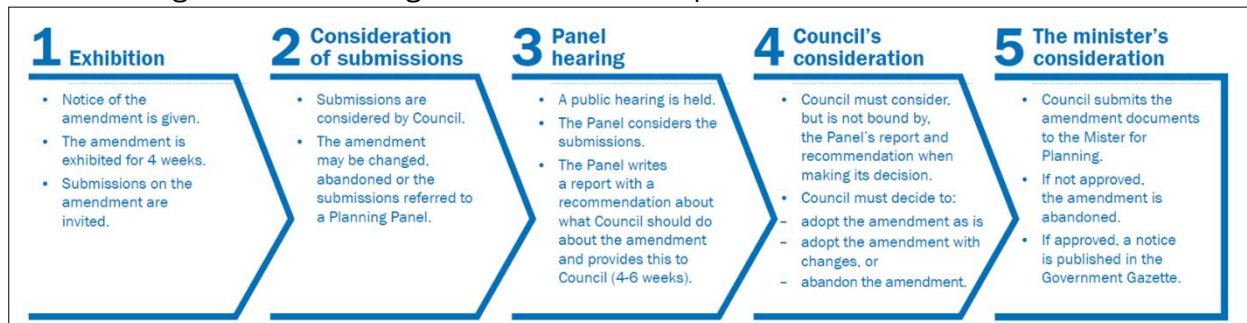 1 Exhibition
• Notice of the
amendment is given.
• The amendment is
exhibited for 4 weeks.
• Submissions on the
amendment are
invited.
2 Consideration
of submissions
• Submissions are
considered by Council.
• The amendment
may be changed,
abandoned or the
submissions referred to
a Planning Panel.
3 Panel
hearing
• A public hearing is held.
• The Panel considers the
submissions.
• The Panel writes
a report with a
recommendation about
what Council should do
about the amendment
and provides this to
Council (4-6 weeks).
4 Council's
consideration
• Council must consider,
but is not bound by,
the Panel's report and
recommendation when
making its decision.
• Council must decide to:
– adopt the amendment as is
– adopt the amendment with
changes, or
– abandon the amendment.
5 The minister's
consideration
• Council submits the
amendment documents
to the Mister for
Planning.
• If not approved,
the amendment is
abandoned.
• If approved, a notice
is published in the
Government Gazette.